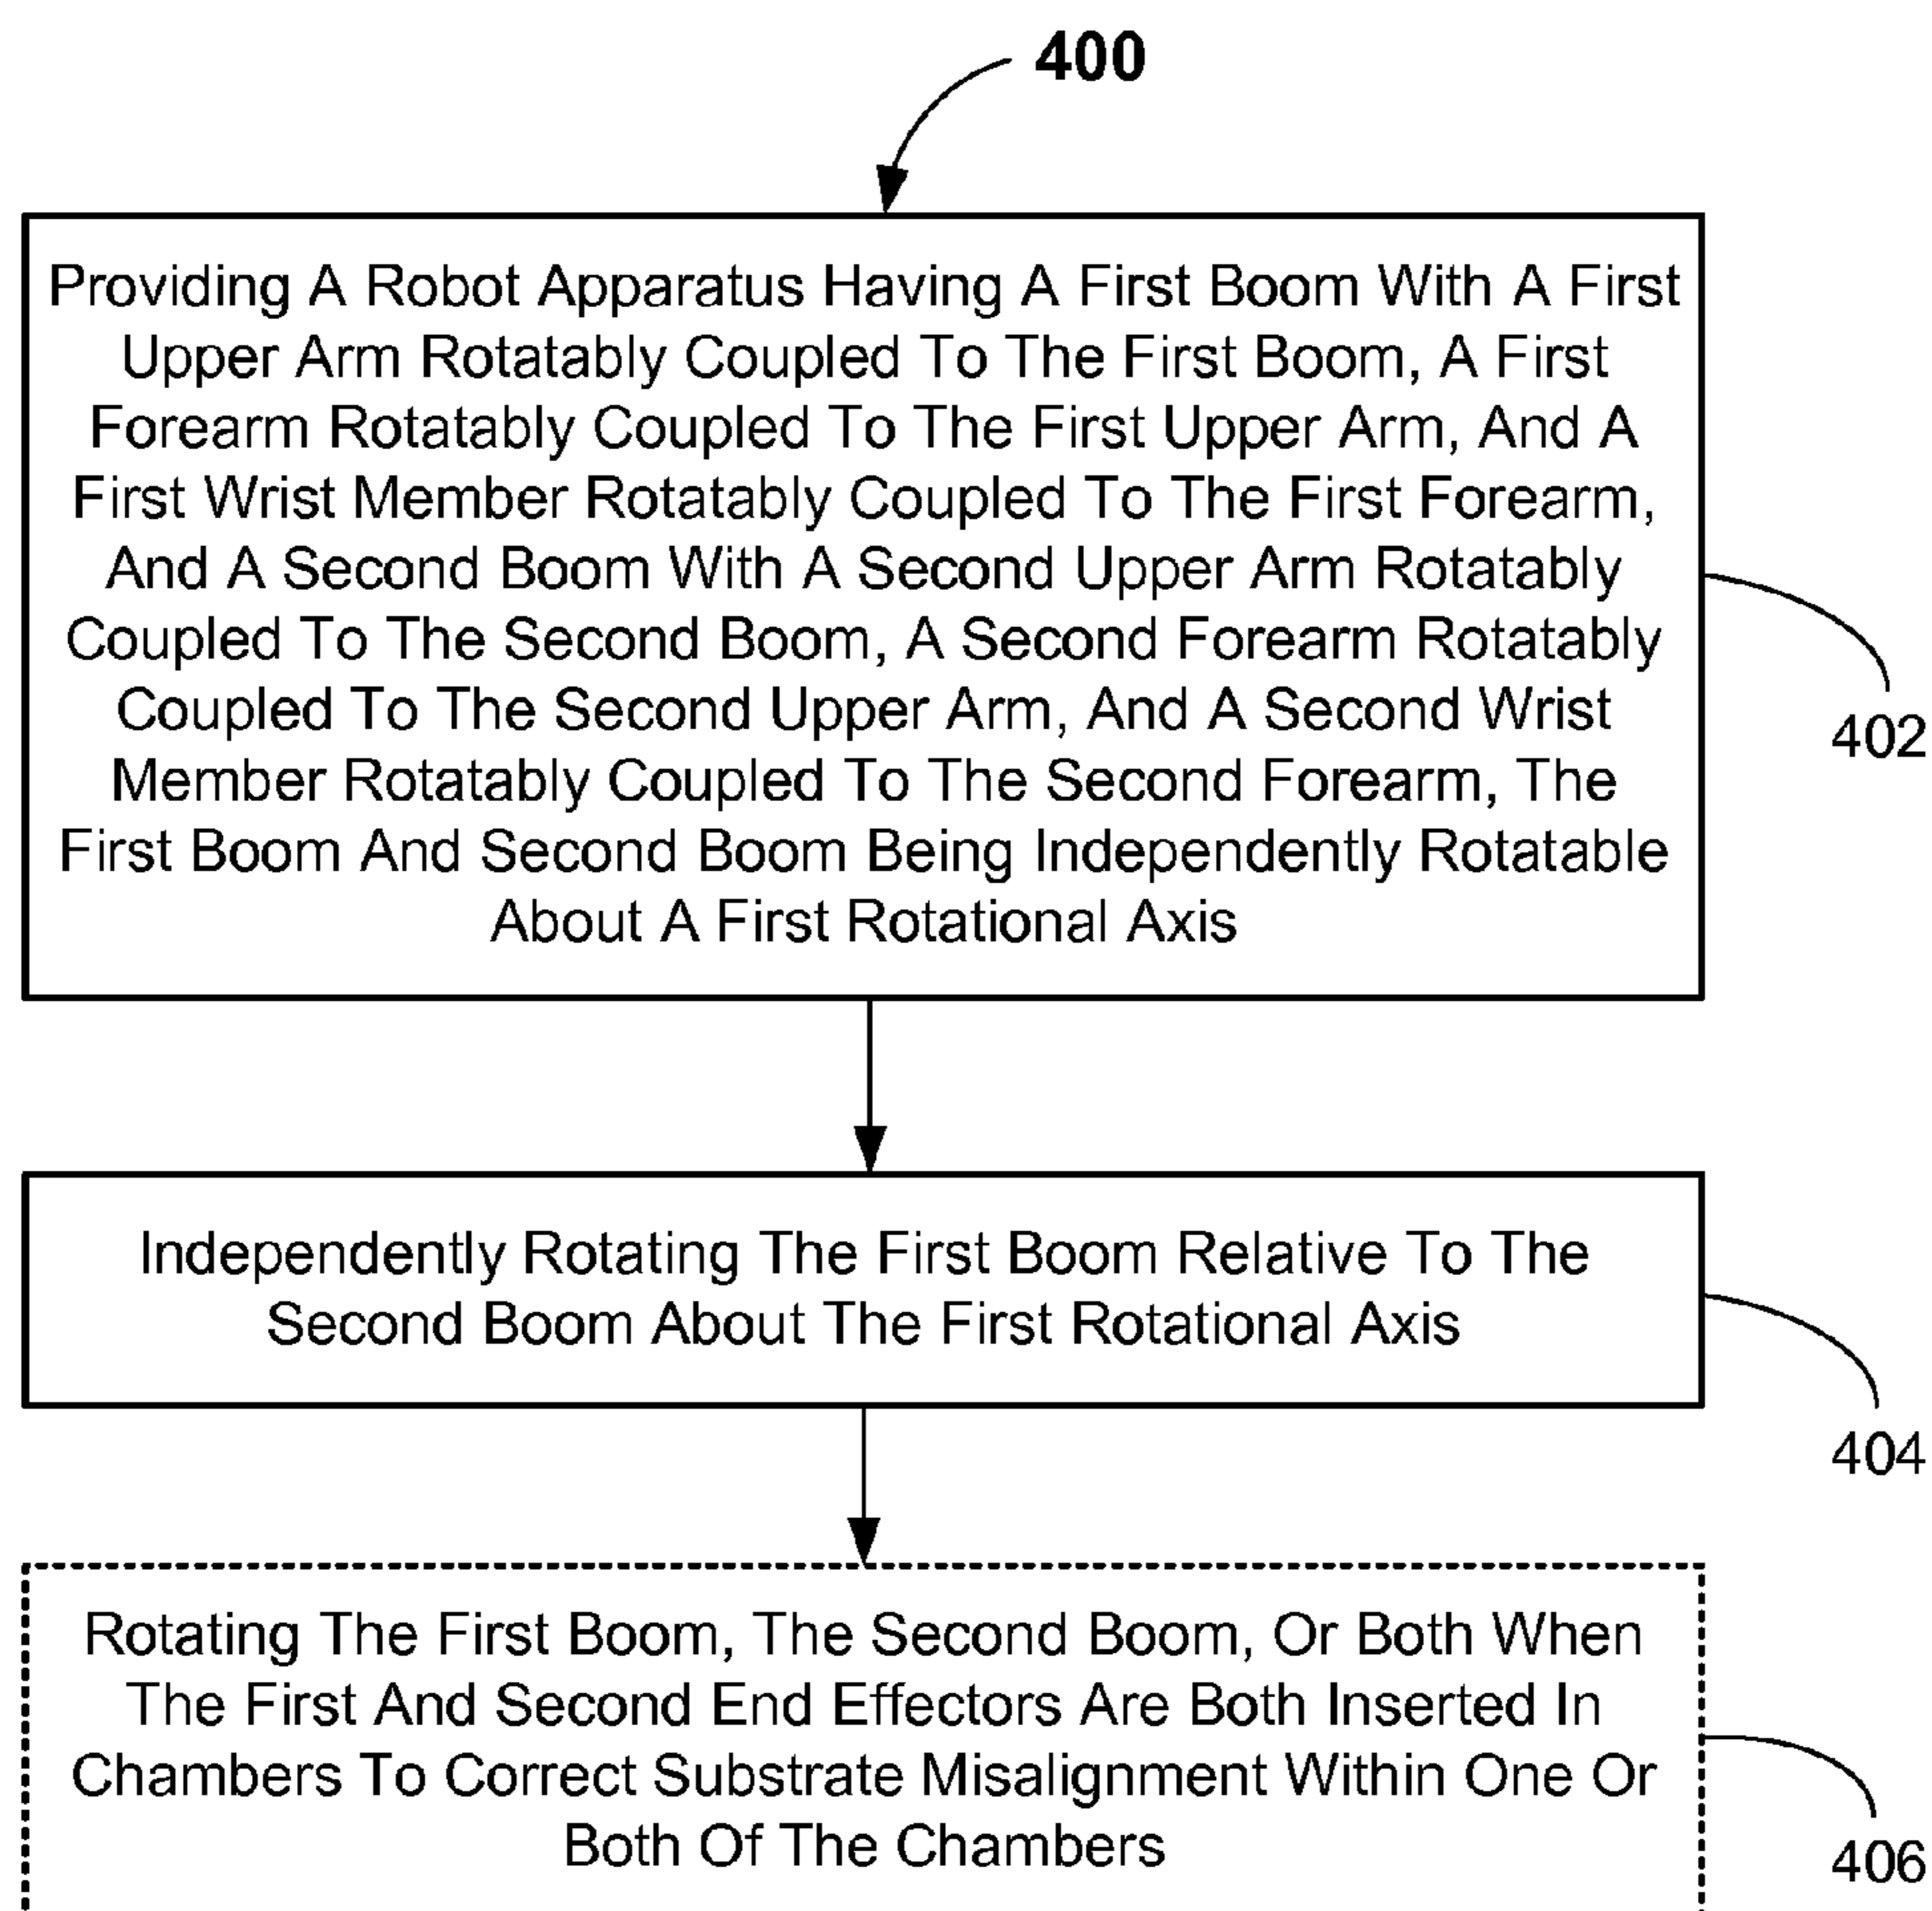 400
Providing A Robot Apparatus Having A First Boom With A First
Upper Arm Rotatably Coupled To The First Boom, A First
Forearm Rotatably Coupled To The First Upper Arm, And A
First Wrist Member Rotatably Coupled To The First Forearm,
And A Second Boom With A Second Upper Arm Rotatably
Coupled To The Second Boom, A Second Forearm Rotatably
Coupled To The Second Upper Arm, And A Second Wrist
Member Rotatably Coupled To The Second Forearm, The
First Boom And Second Boom Being Independently Rotatable
About A First Rotational Axis
402
Independently Rotating The First Boom Relative To The
Second Boom About The First Rotational Axis
404
Rotating The First Boom, The Second Boom, Or Both When
The First And Second End Effectors Are Both Inserted In
Chambers To Correct Substrate Misalignment Within One Or
Both Of The Chambers
406